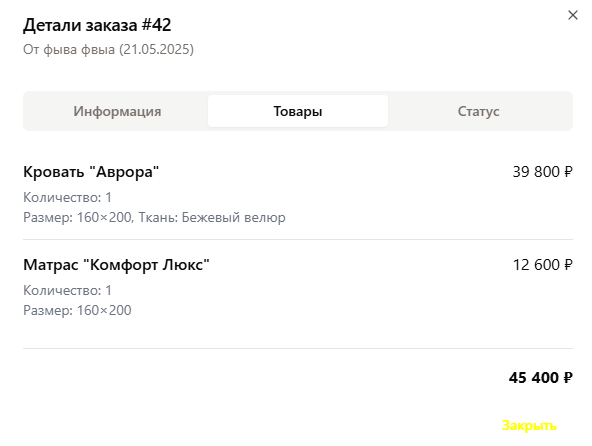 Детали заказа #42
От фыва фвыа (21.05.2025)
Информация
Товары
Статус
Кровать "Аврора"
39 800 ₽
Количество: 1
Размер: 160×200, Ткань: Бежевый велюр
Матрас "Комфорт Люкс"
12 600 ₽
Количество: 1
Размер: 160×200
45 400 ₽
Закрыть